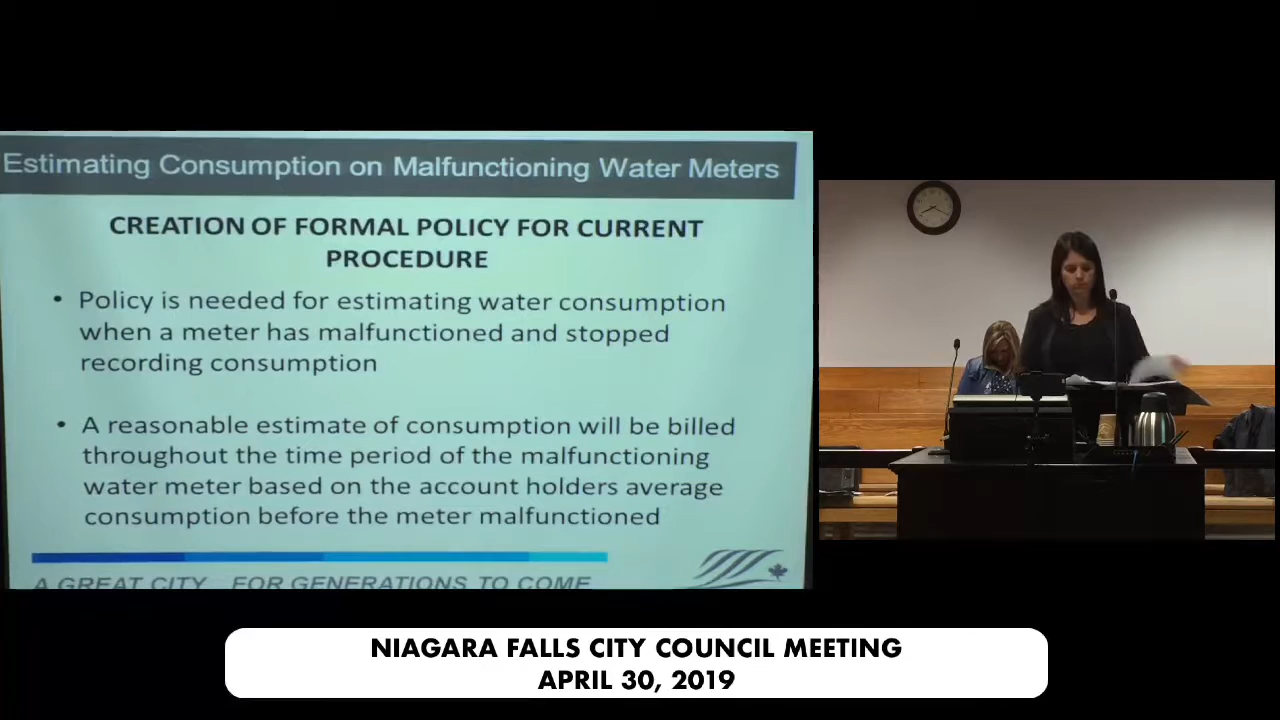 Estimating Consumption on Malfunctioning Water Meters
CREATION OF FORMAL POLICY FOR CURRENT
PROCEDURE
• Policy is needed for estimating water consumption
when a meter has malfunctioned and stopped
recording consumption
• A reasonable estimate of consumption will be billed
throughout the time period of the malfunctioning
water meter based on the account holders average
consumption before the meter malfunctioned
A GREAT CITY... FOR GENERATIONS TO COME
NIAGARA FALLS CITY COUNCIL MEETING
APRIL 30, 2019